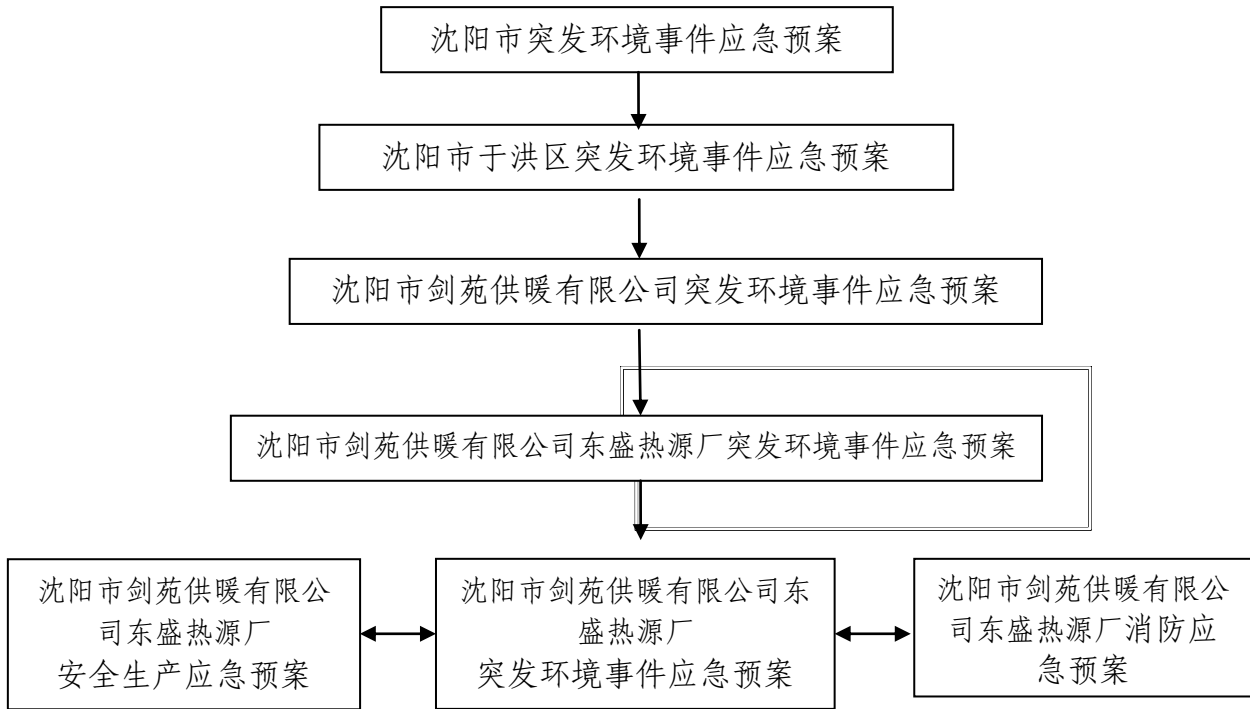 沈阳市突发环境事件应急预案
沈阳市于洪区突发环境事件应急预案
沈阳市剑苑供暖有限公司突发环境事件应急预案
沈阳市剑苑供暖有限公司东盛热源厂突发环境事件应急预案
沈阳市剑苑供暖有限公
司东盛热源厂
安全生产应急预案
沈阳市剑苑供暖有限公司东
盛热源厂
突发环境事件应急预案
沈阳市剑苑供暖有限公
司东盛热源厂消防应
急预案